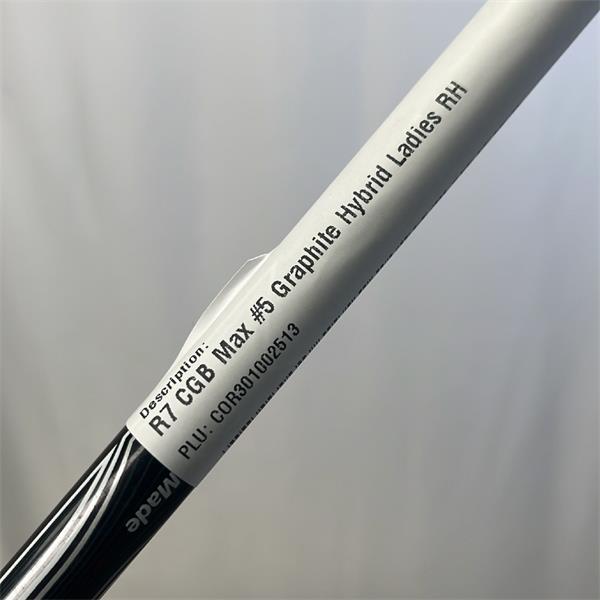 Description:
R7 CGB Max #5 Graphite Hybrid Ladies RH
PLU: COR301002513
Made